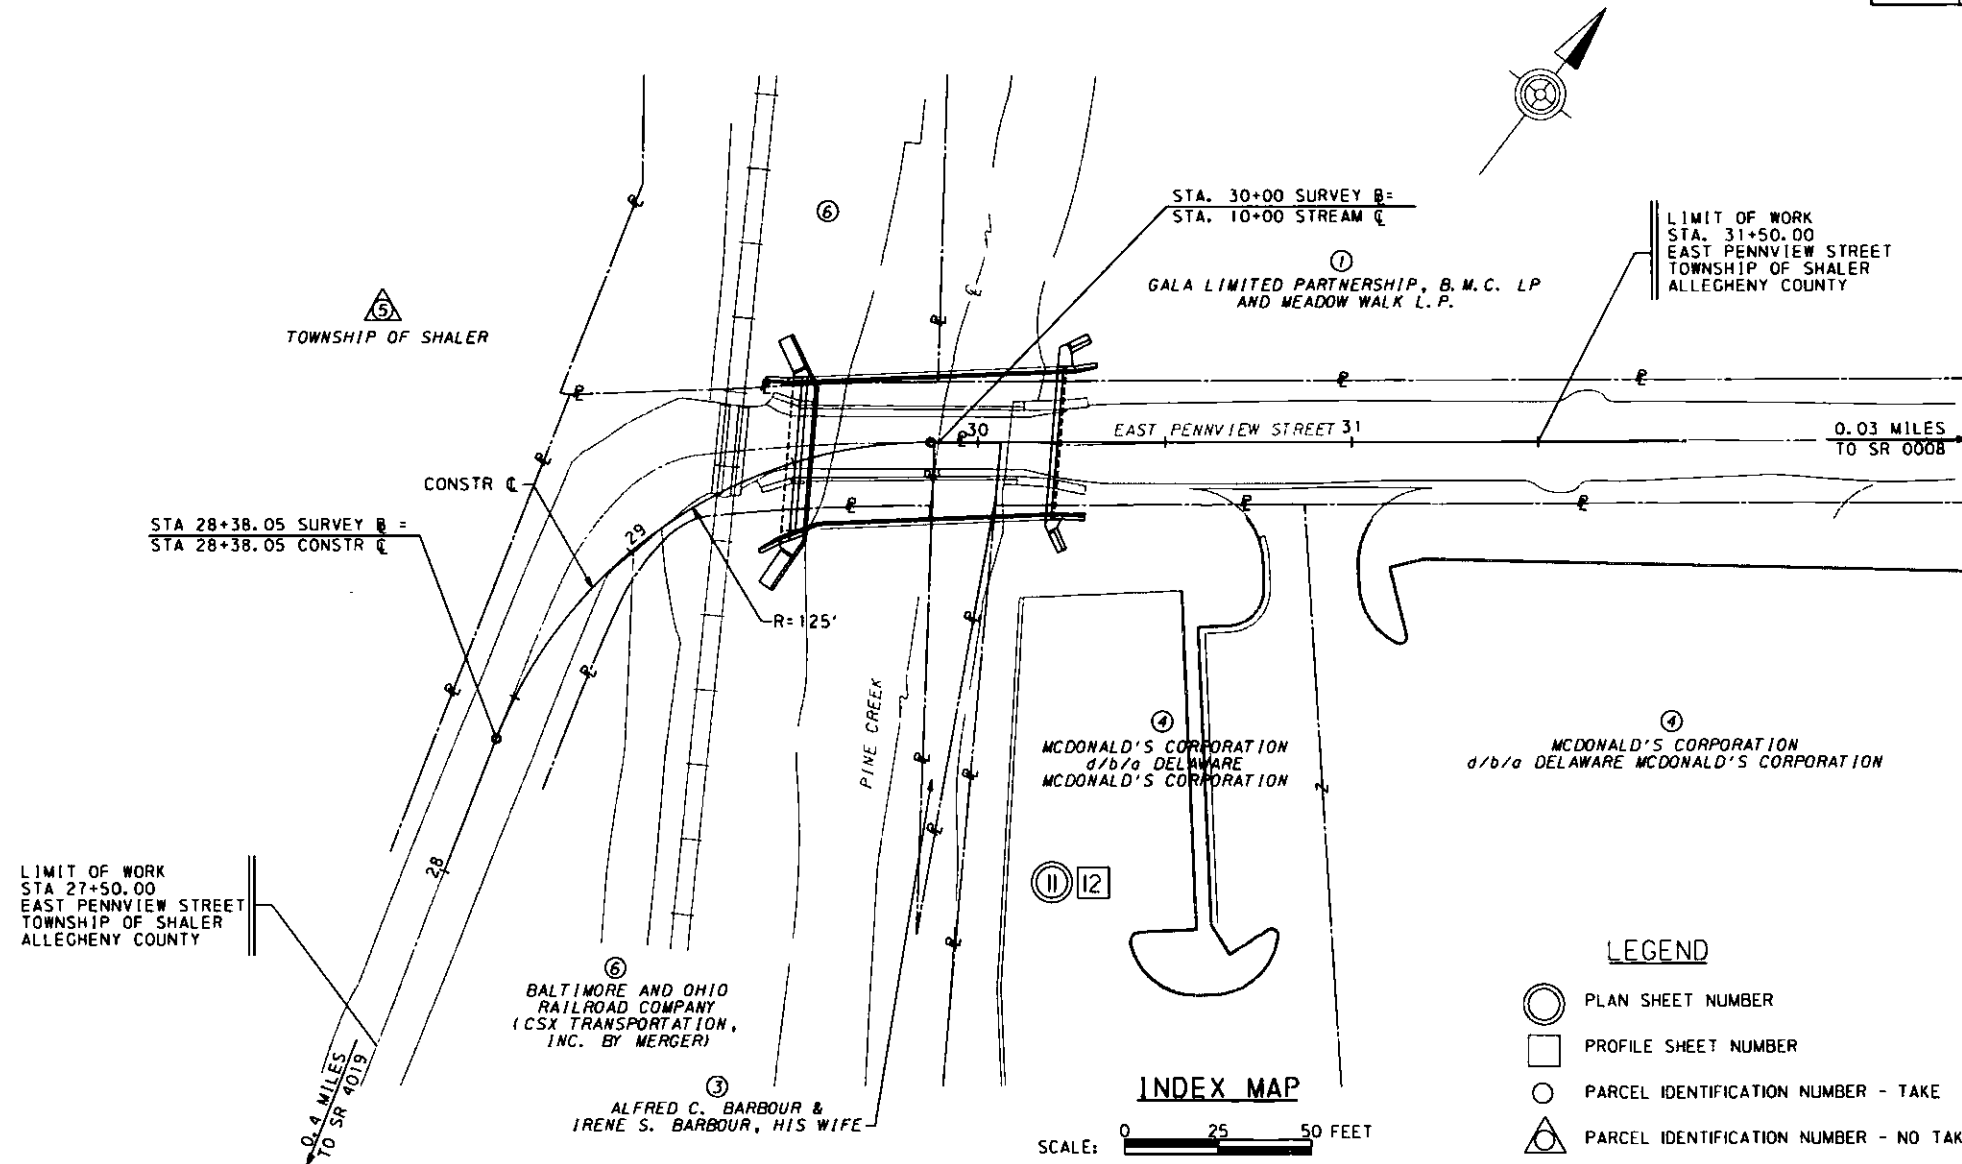 STA. 30+00 SURVEY ℄=
STA. 10+00 STREAM ℄
LIMIT OF WORK
STA. 31+50.00
EAST PENNVIEW STREET
TOWNSHIP OF SHALER
ALLEGHENY COUNTY
6
1
GALA LIMITED PARTNERSHIP, B.M.C. LP
AND MEADOW WALK L.P.
5
TOWNSHIP OF SHALER
30
EAST PENNVIEW STREET 31
0.03 MILES
TO SR 0008
CONSTR ℄
STA 28+38.05 SURVEY ℄ =
STA 28+38.05 CONSTR ℄
29
R=125'
PINE CREEK
4
MCDONALD'S CORPORATION
d/b/a DELAWARE
MCDONALD'S CORPORATION
4
MCDONALD'S CORPORATION
d/b/a DELAWARE MCDONALD'S CORPORATION
28
LIMIT OF WORK
STA 27+50.00
EAST PENNVIEW STREET
TOWNSHIP OF SHALER
ALLEGHENY COUNTY
11 12
6
BALTIMORE AND OHIO
RAILROAD COMPANY
(CSX TRANSPORTATION,
INC. BY MERGER)
3
ALFRED C. BARBOUR &
IRENE S. BARBOUR, HIS WIFE
0.4 MILES
TO SR 4019
INDEX MAP
SCALE: 0 25 50 FEET
LEGEND
PLAN SHEET NUMBER
PROFILE SHEET NUMBER
PARCEL IDENTIFICATION NUMBER - TAKE
PARCEL IDENTIFICATION NUMBER - NO TAK